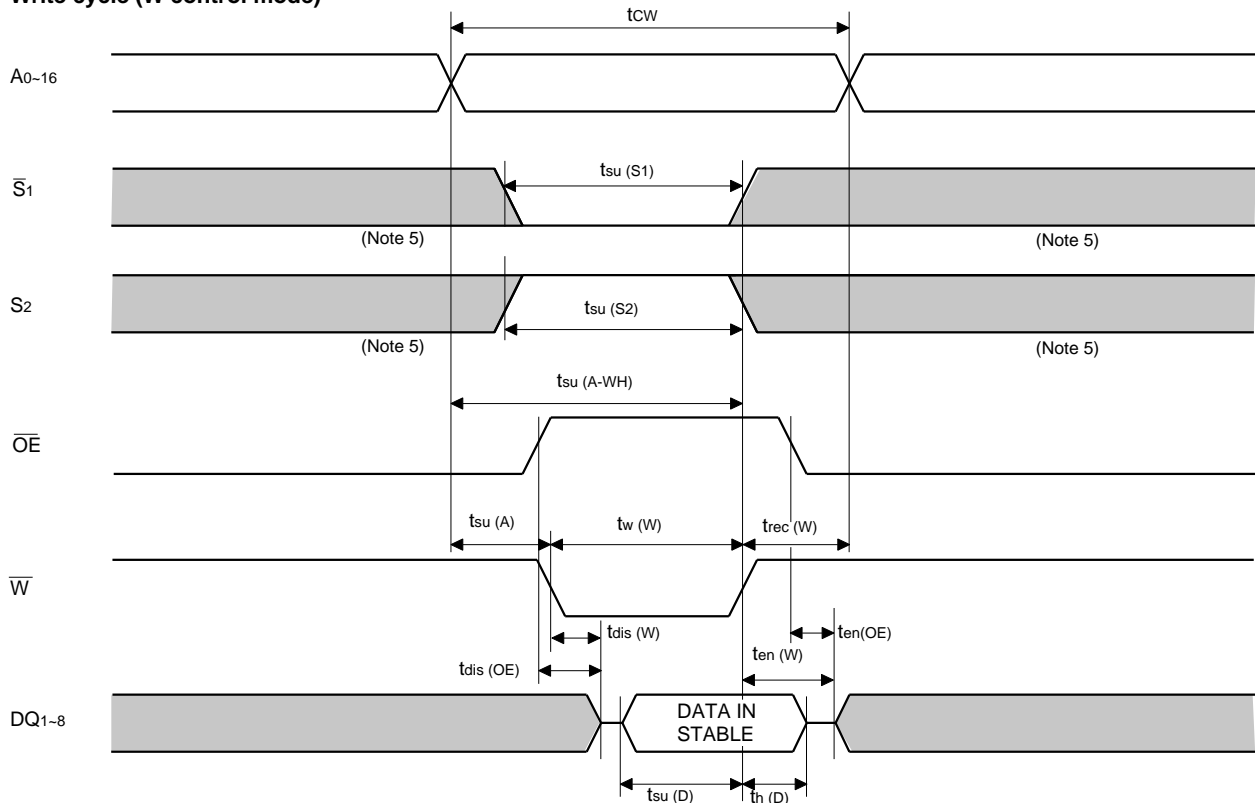 Write cycle (W control mode)
tCW
A0~16
S1
tsu (S1)
(Note 5)
(Note 5)
S2
tsu (S2)
(Note 5)
(Note 5)
tsu (A-WH)
OE
tsu (A)
tw (W)
trec (W)
W
tdis (W)
ten(OE)
tdis (OE)
ten (W)
DQ1~8
DATA IN
STABLE
tsu (D)
th (D)